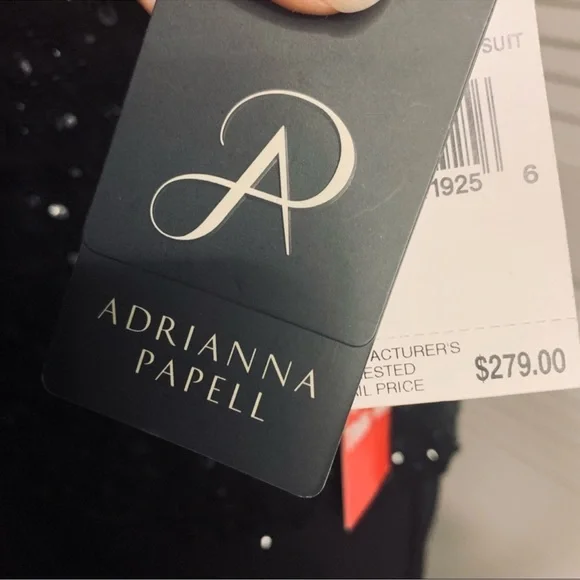 ADRIANNA
PAPELL
SUIT
1925 6
ACTURER'S
ESTED
IL PRICE
$279.00